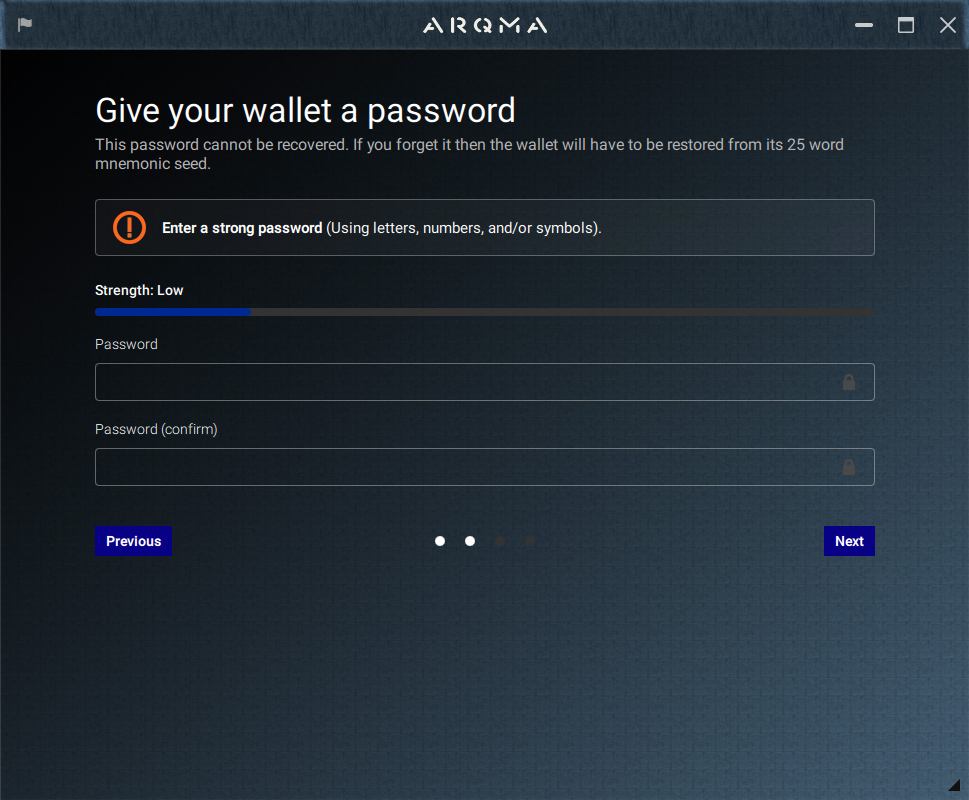 ARQMA
Give your wallet a password
This password cannot be recovered. If you forget it then the wallet will have to be restored from its 25 word
mnemonic seed.
Enter a strong password (Using letters, numbers, and/or symbols).
Strength: Low
Password
Password (confirm)
Previous
Next